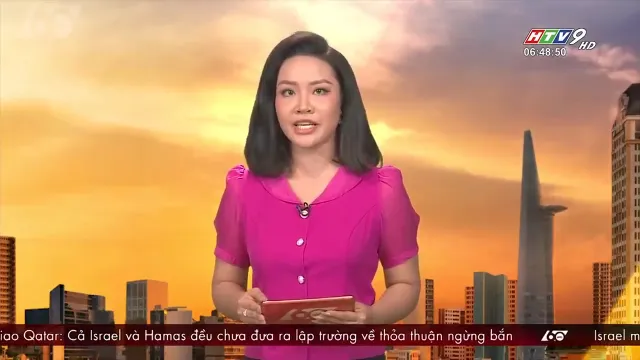 HTV9 HD
06:48:50
iao Qatar: Cả Israel và Hamas đều chưa đưa ra lập trường về thỏa thuận ngừng bắn 60 Israel